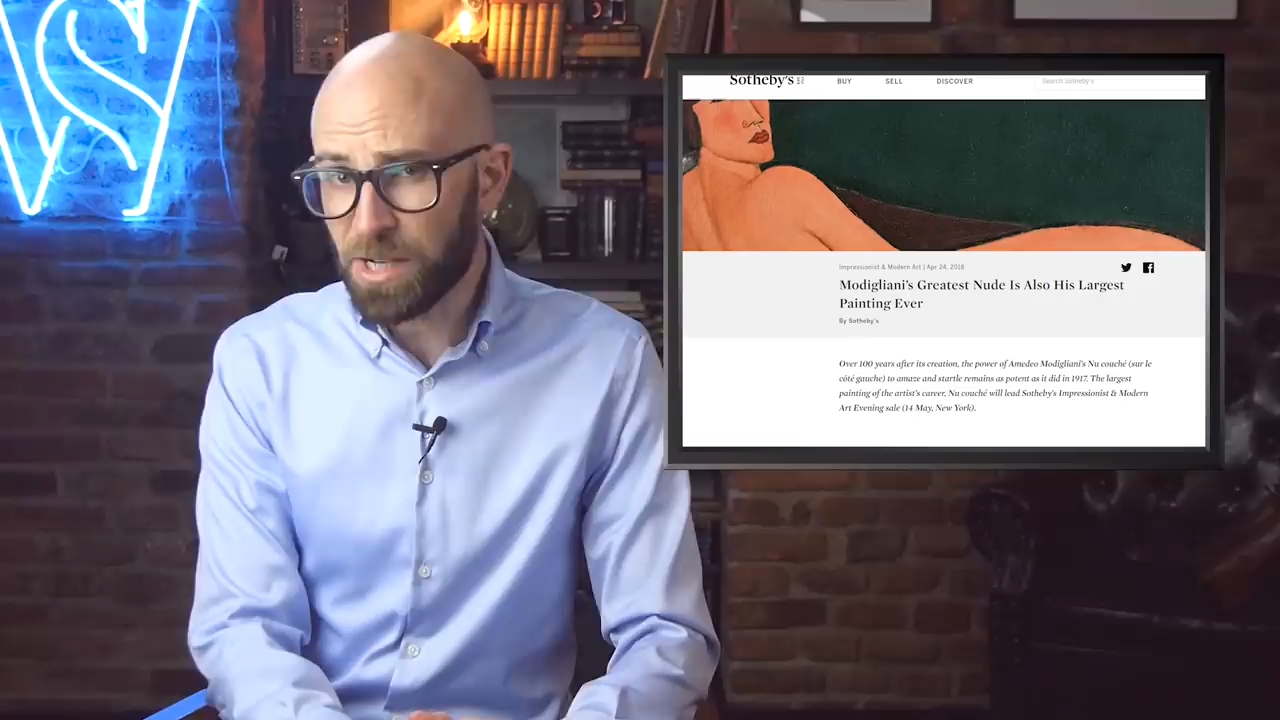 WS
Sotheby's
BUY
SELL
DISCOVER
Search Sotheby's
Impressionist & Modern Art | Apr 24, 2018
Modigliani's Greatest Nude Is Also His Largest
Painting Ever
By Sotheby's
Over 100 years after its creation, the power of Amedeo Modigliani's Nu couché (sur le
côté gauche) to amaze and startle remains as potent as it did in 1917. The largest
painting of the artist's career, Nu couché will lead Sotheby's Impressionist & Modern
Art Evening sale (14 May, New York).